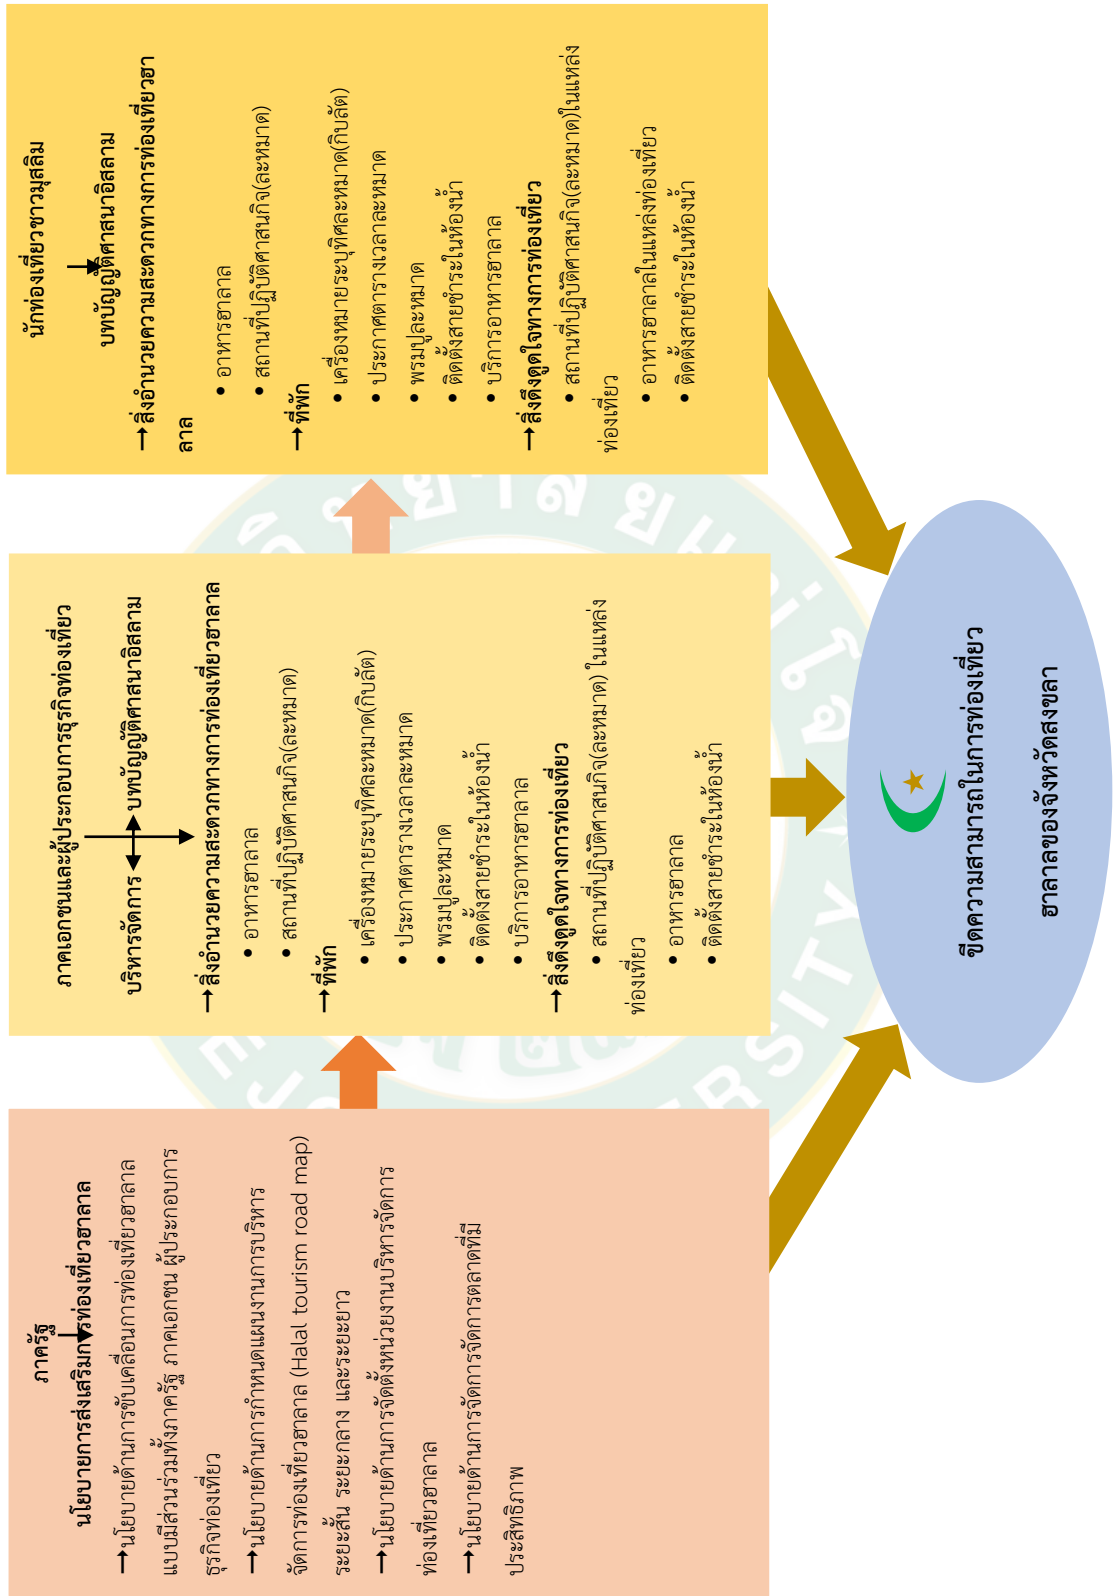 ภาครัฐ
นโยบายการส่งเสริมการท่องเที่ยวฮาลาล
→นโยบายด้านการขับเคลื่อนการท่องเที่ยวฮาลาล
แบบมีส่วนร่วมทั้งภาครัฐ ภาคเอกชน ผู้ประกอบการ
ธุรกิจท่องเที่ยว
→นโยบายด้านการกำหนดแผนงานการบริหาร
จัดการท่องเที่ยวฮาลาล (Halal tourism road map)
ระยะสั้น ระยะกลาง และระยะยาว
→นโยบายด้านการจัดตั้งหน่วยงานบริหารจัดการ
ท่องเที่ยวฮาลาล
→นโยบายด้านการจัดการจัดการตลาดที่มี
ประสิทธิภาพ
ภาคเอกชนและผู้ประกอบการธุรกิจท่องเที่ยว
บริหารจัดการ บทบัญญัติศาสนาอิสลาม
→สิ่งอำนวยความสะดวกทางการท่องเที่ยวฮาลาล
• อาหารฮาลาล
• สถานที่ปฏิบัติศาสนกิจ(ละหมาด)
→ที่พัก
• เครื่องหมายระบุทิศละหมาด(กิบลัต)
• ประกาศตารางเวลาละหมาด
• พรมปูละหมาด
• ติดตั้งสายชำระในห้องน้ำ
• บริการอาหารฮาลาล
→สิ่งดึงดูดใจทางการท่องเที่ยว
• สถานที่ปฏิบัติศาสนกิจ(ละหมาด) ในแหล่ง
ท่องเที่ยว
• อาหารฮาลาล
• ติดตั้งสายชำระในห้องน้ำ
นักท่องเที่ยวชาวมุสลิม
บทบัญญัติศาสนาอิสลาม
→สิ่งอำนวยความสะดวกทางการท่องเที่ยวฮา
ลาล
• อาหารฮาลาล
• สถานที่ปฏิบัติศาสนกิจ(ละหมาด)
→ที่พัก
• เครื่องหมายระบุทิศละหมาด(กิบลัต)
• ประกาศตารางเวลาละหมาด
• พรมปูละหมาด
• ติดตั้งสายชำระในห้องน้ำ
• บริการอาหารฮาลาล
→สิ่งดึงดูดใจทางการท่องเที่ยว
• สถานที่ปฏิบัติศาสนกิจ(ละหมาด)ในแหล่ง
ท่องเที่ยว
• อาหารฮาลาลในแหล่งท่องเที่ยว
• ติดตั้งสายชำระในห้องน้ำ
ขีดความสามารถในการท่องเที่ยว
ฮาลาลของจังหวัดสงขลา